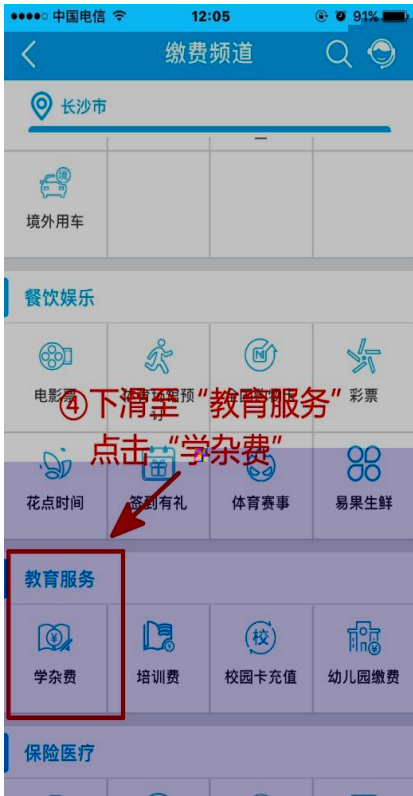 中国电信 12:05 91%
缴费频道
长沙市
境外用车
餐饮娱乐
④下滑至“教育服务”
电影票 彩票
点击“学杂费”
花点时间 签到有礼 体育赛事 易果生鲜
教育服务
学杂费 培训费 校园卡充值 幼儿园缴费
保险医疗